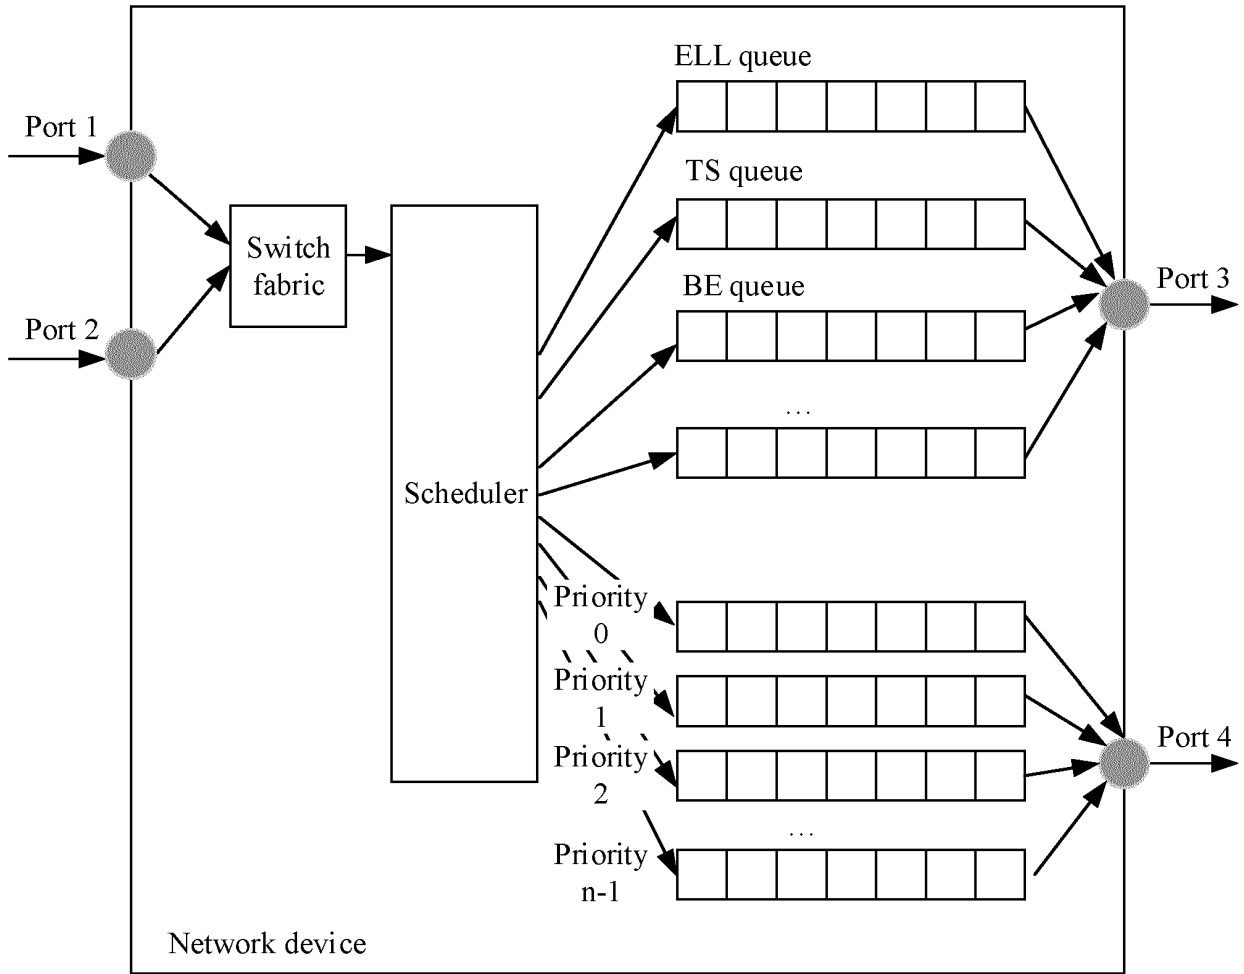 ELL queue
Port 1
TS queue
Switch
fabric
BE queue
Port 3
Port 2
...
Scheduler
Priority
0
Priority
1
Port 4
Priority
2
...
Priority
n-1
Network device